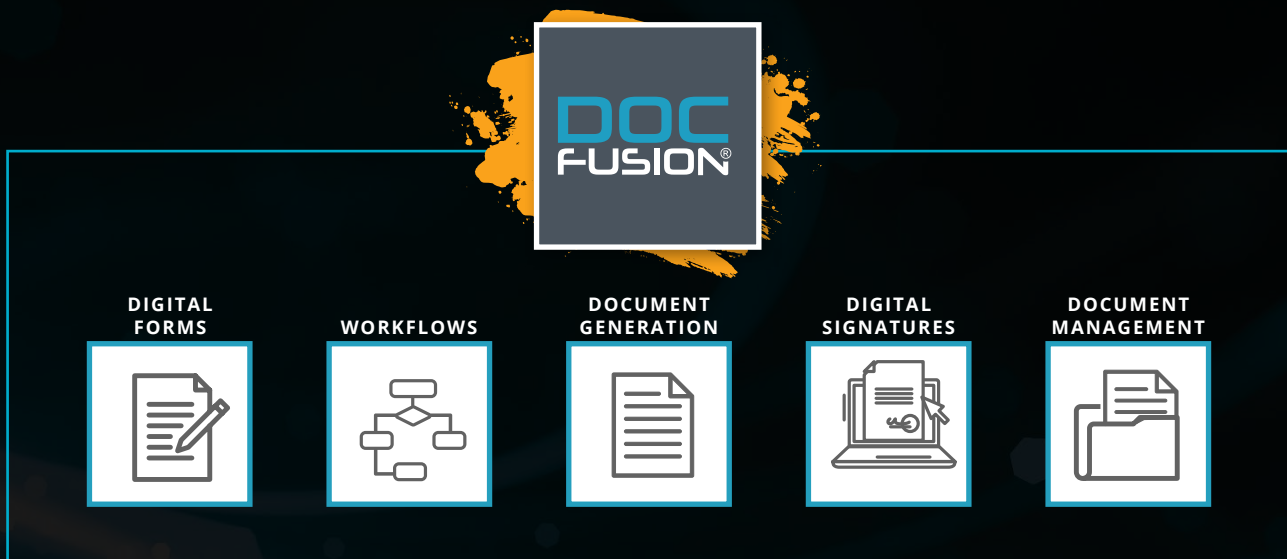 DOC
FUSION®
DIGITAL
FORMS
WORKFLOWS
DOCUMENT
GENERATION
DIGITAL
SIGNATURES
DOCUMENT
MANAGEMENT